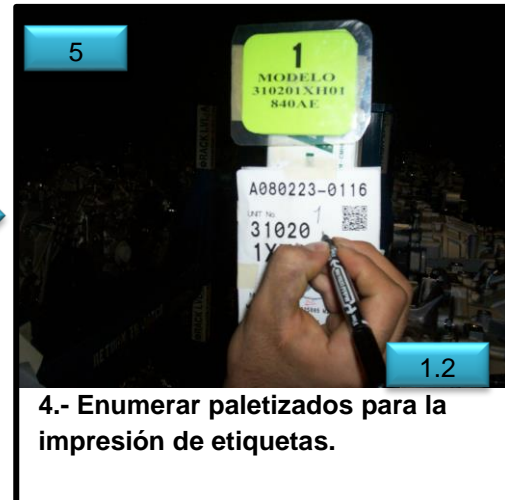 5
1
MODELO
310201XH01
840AE
A080223-0116
UNIT No
31020
1
1X
1.2
4.- Enumerar paletizados para la
impresión de etiquetas.